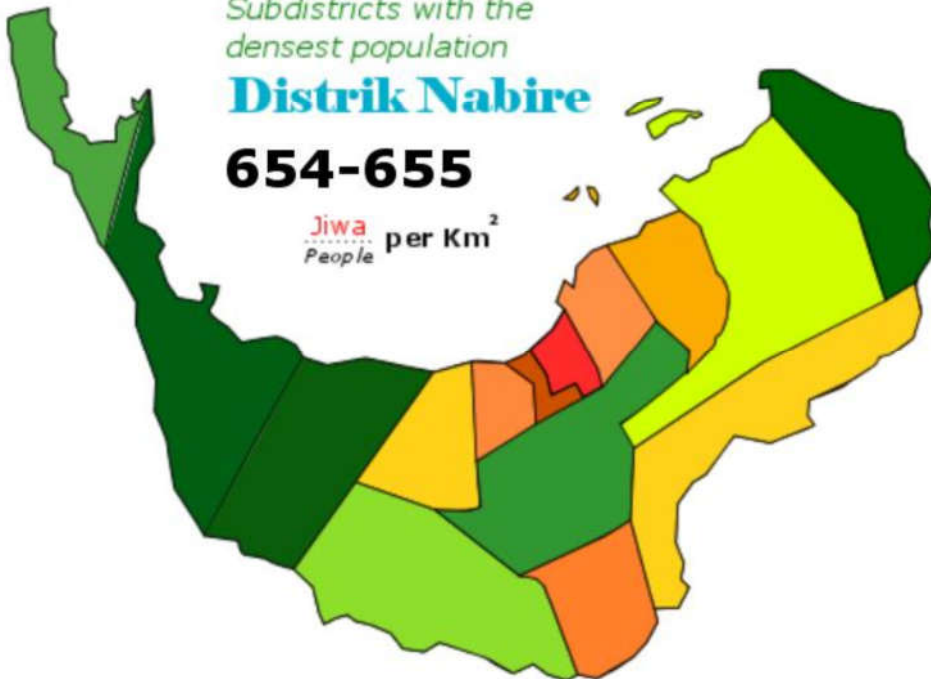 Subdistricts with the
densest population
Distrik Nabire
654-655
Jiwa
People
per Km²